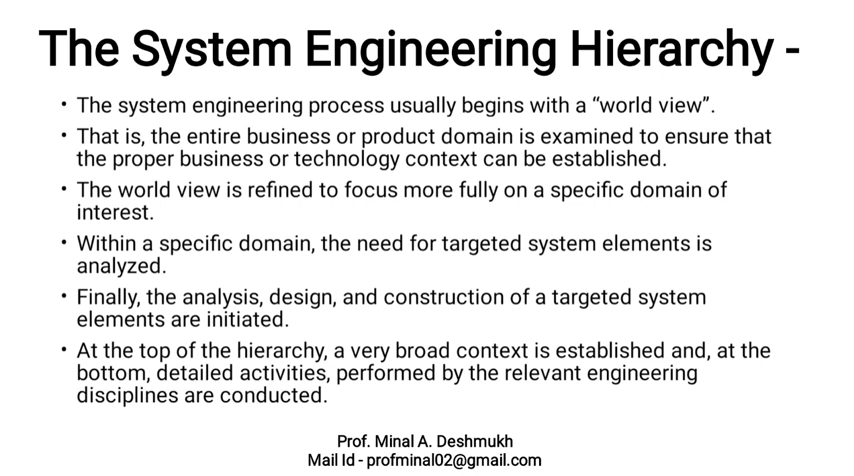 The System Engineering Hierarchy -
• The system engineering process usually begins with a “world view”.
• That is, the entire business or product domain is examined to ensure that
the proper business or technology context can be established.
• The world view is refined to focus more fully on a specific domain of
interest.
• Within a specific domain, the need for targeted system elements is
analyzed.
• Finally, the analysis, design, and construction of a targeted system
elements are initiated.
• At the top of the hierarchy, a very broad context is established and, at the
bottom, detailed activities, performed by the relevant engineering
disciplines are conducted.
Prof. Minal A. Deshmukh
Mail Id - profminal02@gmail.com